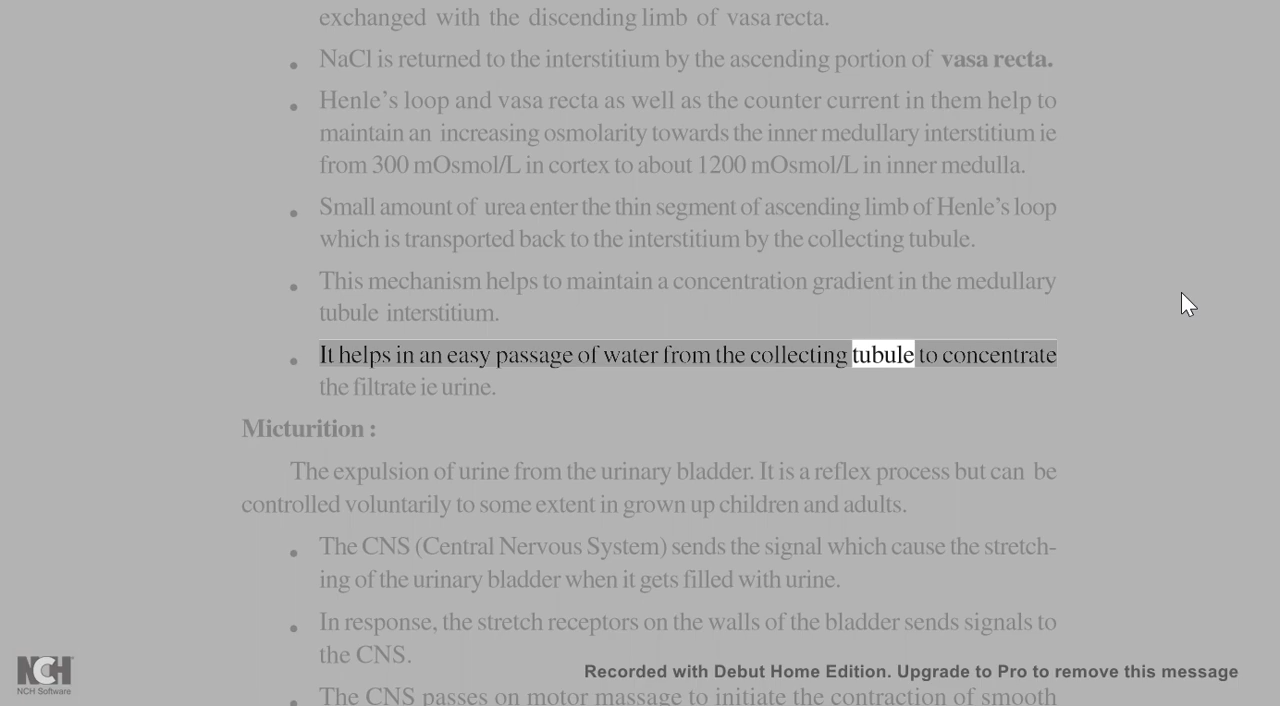 exchanged with the descending limb of vasa recta.
• NaCl is returned to the interstitium by the ascending portion of vasa recta.
• Henle's loop and vasa recta as well as the counter current in them help to
maintain an increasing osmolarity towards the inner medullary interstitium ie
from 300 mOsmol/L in cortex to about 1200 mOsmol/L in inner medulla.
• Small amount of urea enter the thin segment of ascending limb of Henle's loop
which is transported back to the interstitium by the collecting tubule.
• This mechanism helps to maintain a concentration gradient in the medullary
tubule interstitium.
• It helps in an easy passage of water from the collecting tubule to concentrate
the filtrate ie urine.
Micturition :
The expulsion of urine from the urinary bladder. It is a reflex process but can be
controlled voluntarily to some extent in grown up children and adults.
• The CNS (Central Nervous System) sends the signal which cause the stretch-
ing of the urinary bladder when it gets filled with urine.
• In response, the stretch receptors on the walls of the bladder sends signals to
the CNS.
• The CNS passes on motor massage to initiate the contraction of smooth
NCH
NCH Software
Recorded with Debut Home Edition. Upgrade to Pro to remove this message